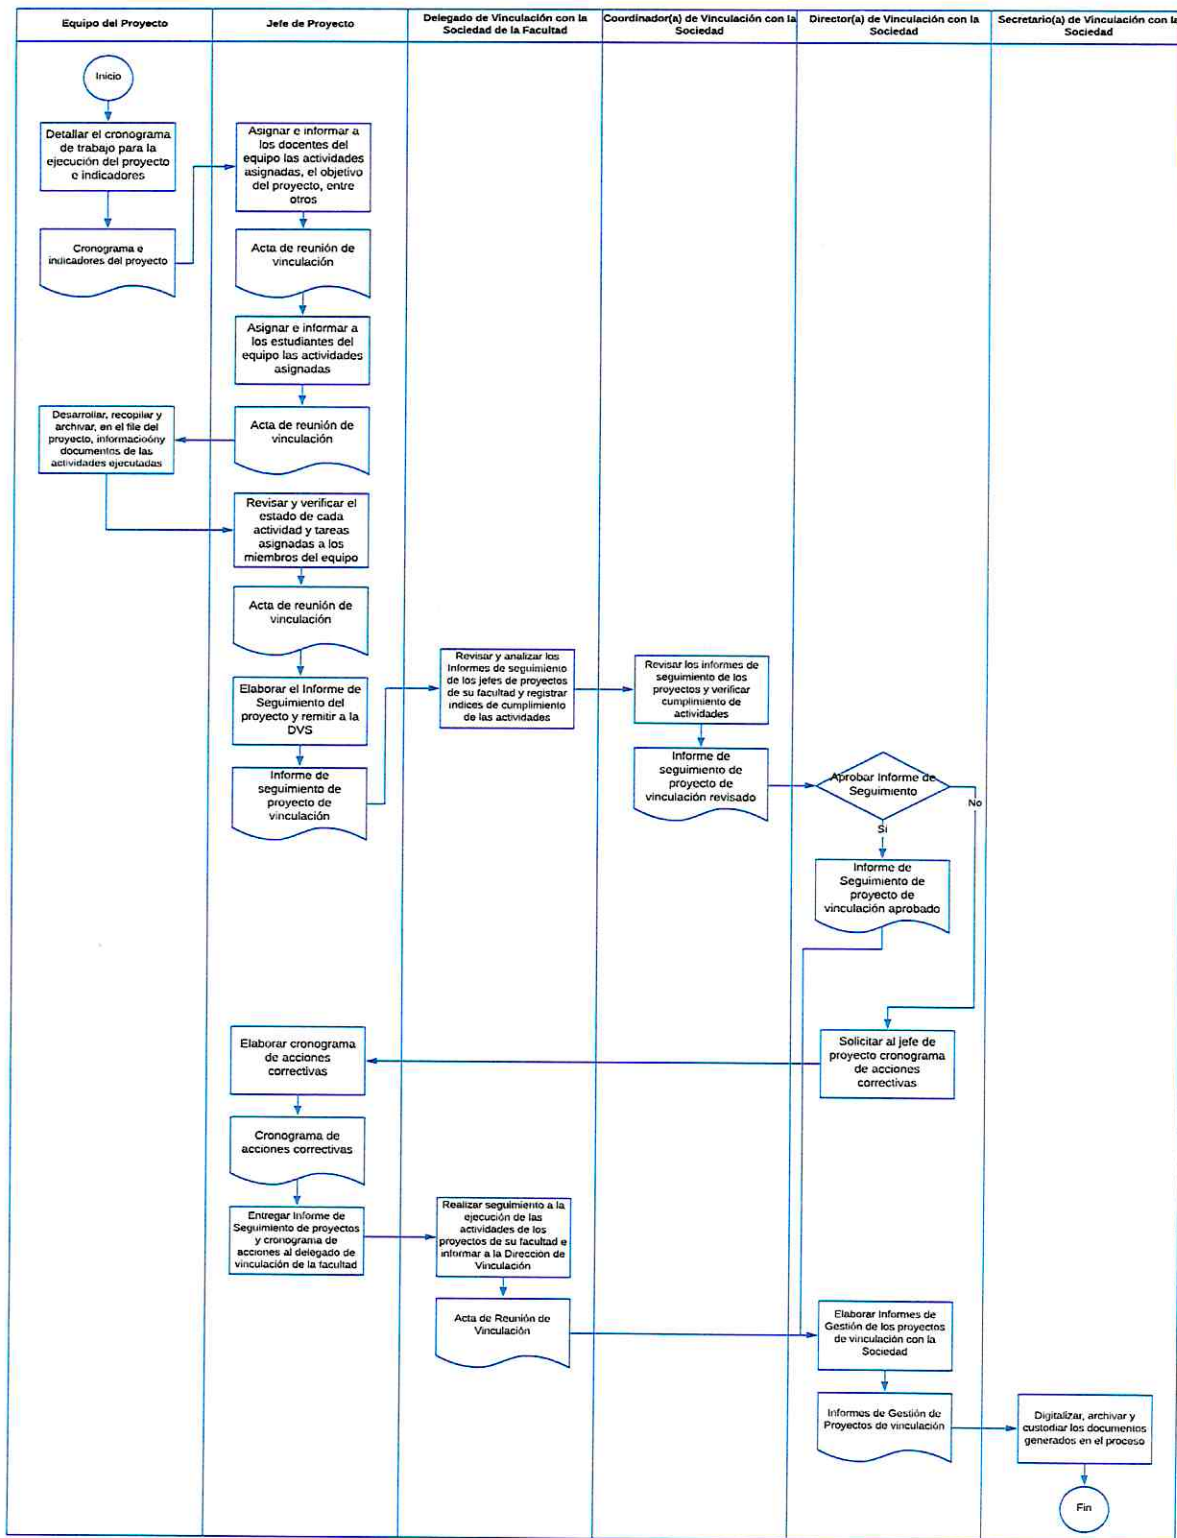 Equipo del Proyecto
Jefe de Proyecto
Delegado de Vinculación con la
Sociedad de la Facultad
Coordinador(a) de Vinculación con la
Sociedad
Director(a) de Vinculación con la
Sociedad
Secretario(a) de Vinculación con la
Sociedad
Inicio
Detallar el cronograma
de trabajo para la
ejecución del proyecto
e indicadores
Asignar e informar a
los docentes del
equipo las actividades
asignadas, el objetivo
del proyecto, entre
otros
Cronograma e
indicadores del proyecto
Acta de reunión de
vinculación
Asignar e informar a
los estudiantes del
equipo las actividades
asignadas
Desarrollar, recopilar y
archivar, en el file del
proyecto, informacioóny
documentos de las
actividades ejecutadas
Acta de reunión de
vinculación
Revisar y verificar el
estado de cada
actividad y tareas
asignadas a los
miembros del equipo
Acta de reunión de
vinculación
Elaborar el Informe de
Seguimiento del
proyecto y remitir a la
DVS
Revisar y analizar los
Informes de seguimiento
de los jefes de proyectos
de su facultad y registrar
indices de cumplimiento
de las actividades
Revisar los informes de
seguimiento de los
proyectos y verificar
cumplimiento de
actividades
Informe de
seguimiento de
proyecto de
vinculación
Informe de
seguimiento de
proyecto de
vinculación revisado
Aprobar Informe de
Seguimiento
No
Si
Informe de
Seguimiento de
proyecto de
vinculación aprobado
Elaborar cronograma
de acciones
correctivas
Solicitar al jefe de
proyecto cronograma
de acciones
correctivas
Cronograma de
acciones correctivas
Entregar Informe de
Seguimiento de proyectos
y cronograma de
acciones al delegado de
vinculación de la facultad
Realizar seguimiento a la
ejecución de las
actividades de los
proyectos de su facultad e
informar a la Dirección de
Vinculación
Acta de Reunión de
Vinculación
Elaborar Informes de
Gestión de los proyectos
de vinculación con la
Sociedad
Informes de Gestión de
Proyectos de vinculación
Digitalizar, archivar y
custodiar los documentos
generados en el proceso
Fin